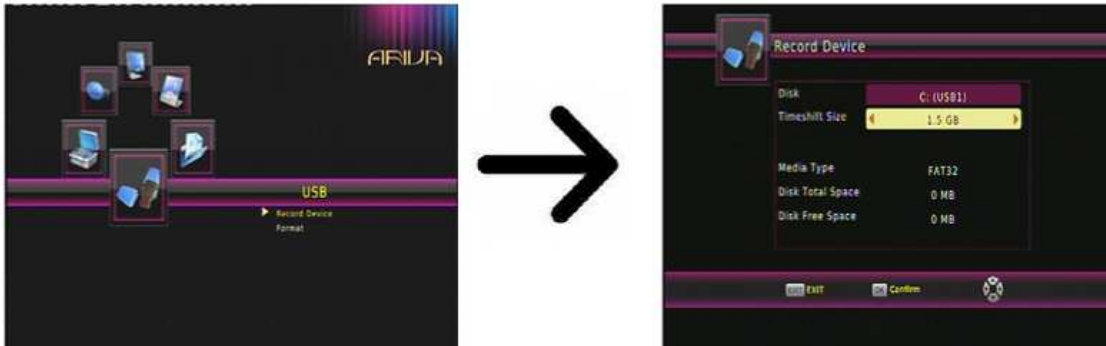 ARIVA
USB
Record Device
Format
Record Device
Disk C: (USB1)
Timeshift Size 1.5 GB
Media Type FAT32
Disk Total Space 0 MB
Disk Free Space 0 MB
EXIT EXIT OK Confirm